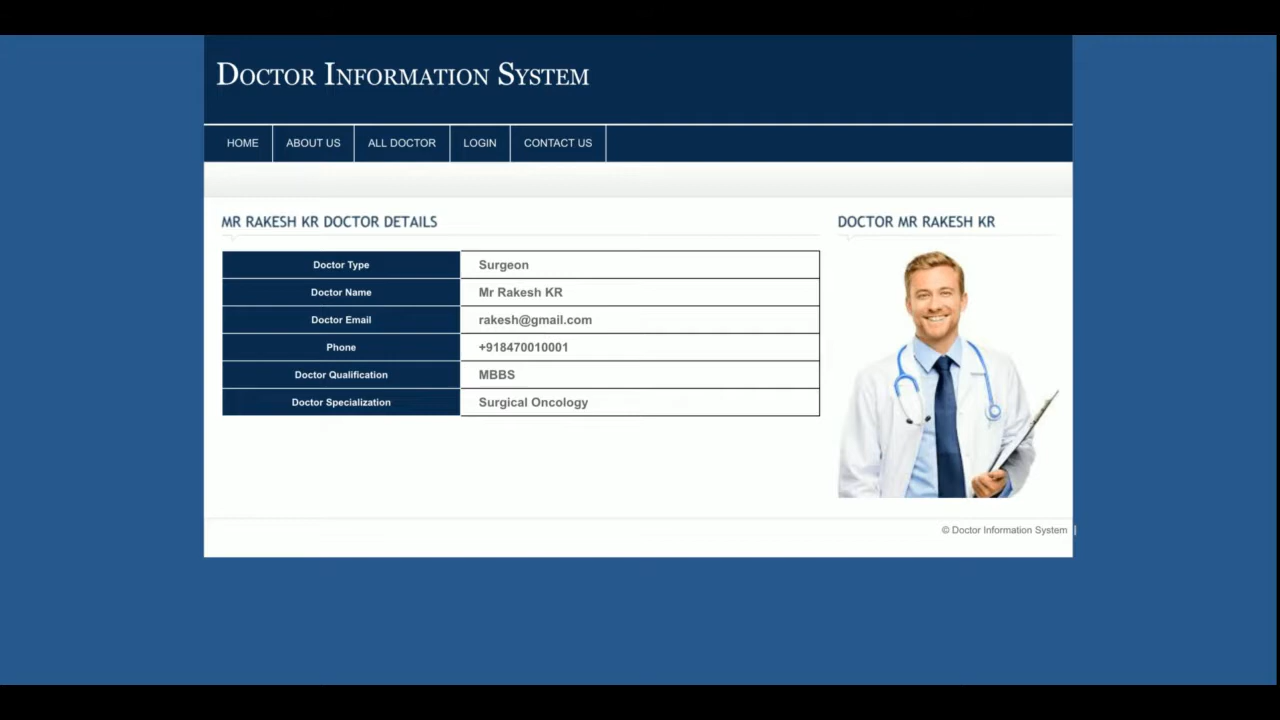 DOCTOR INFORMATION SYSTEM
HOME ABOUT US ALL DOCTOR LOGIN CONTACT US
MR RAKESH KR DOCTOR DETAILS
Doctor Type Surgeon
Doctor Name Mr Rakesh KR
Doctor Email rakesh@gmail.com
Phone +918470010001
Doctor Qualification MBBS
Doctor Specialization Surgical Oncology
DOCTOR MR RAKESH KR
© Doctor Information System |